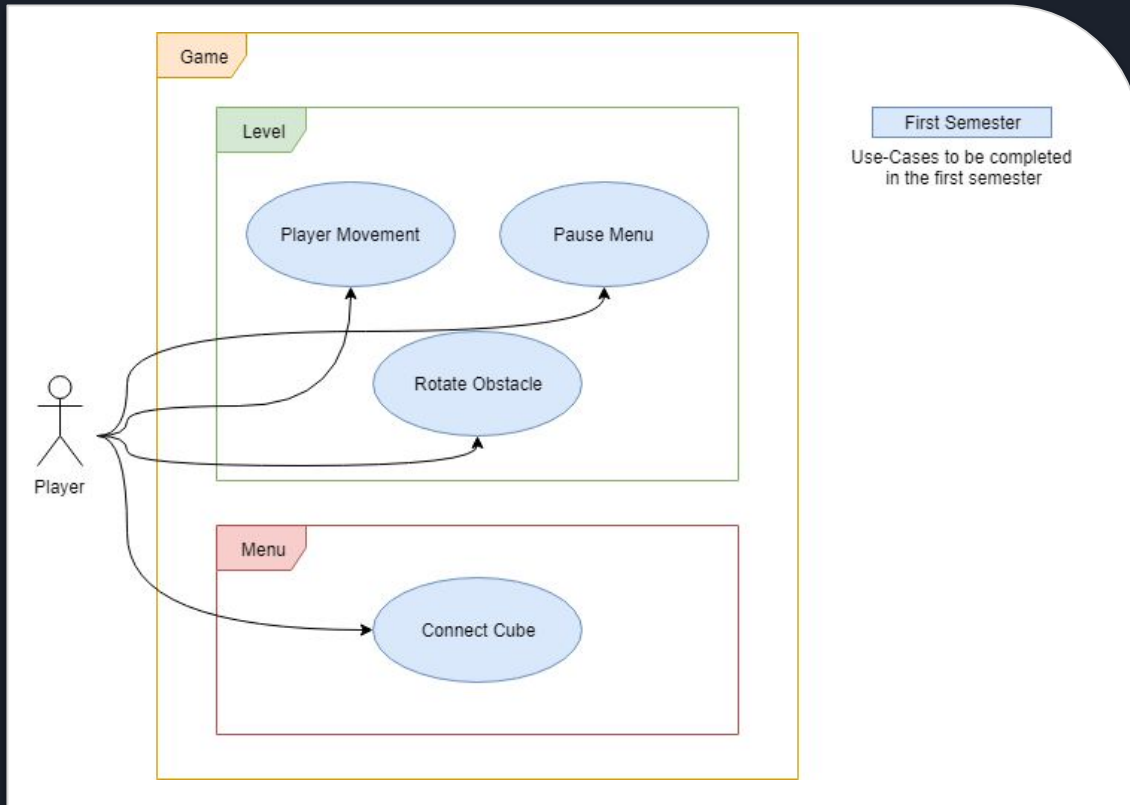 Game
Level
First Semester
Use-Cases to be completed
in the first semester
Player Movement
Pause Menu
Rotate Obstacle
Player
Menu
Connect Cube